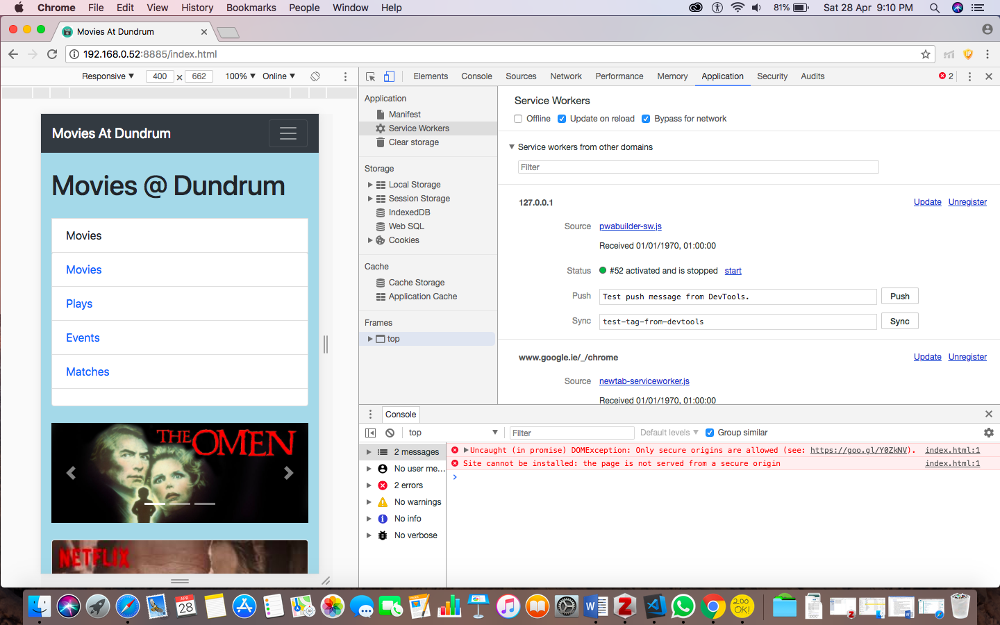 Chrome File Edit View History Bookmarks People Window Help 81% Sat 28 Apr 9:10 PM
Movies At Dundrum
192.168.0.52:8885/index.html
Responsive ▼ 400 × 662 100% ▼ Online ▼
Elements Console Sources Network Performance Memory Application Security Audits 2
Movies At Dundrum
Movies @ Dundrum
Movies
Movies
Plays
Events
Matches
THE OMEN
NETFLIX
Application
Manifest
Service Workers
Clear storage
Storage
Local Storage
Session Storage
IndexedDB
Web SQL
Cookies
Cache
Cache Storage
Application Cache
Frames
top
Service Workers
Offline Update on reload Bypass for network
Service workers from other domains
Filter
127.0.0.1 Update Unregister
Source pwabuilder-sw.js
Received 01/01/1970, 01:00:00
Status #52 activated and is stopped start
Push Test push message from DevTools. Push
Sync test-tag-from-devtools Sync
www.google.ie/_/chrome Update Unregister
Source newtab-serviceworker.js
Received 01/01/1970, 01:00:00
Console
top Filter Default levels ▼ Group similar
2 messages
No user me...
2 errors
No warnings
No info
No verbose
Uncaught (in promise) DOMException: Only secure origins are allowed (see: https://goo.gl/Y0ZkNV). index.html:1
Site cannot be installed: the page is not served from a secure origin index.html:1
APR
28
200
OK!